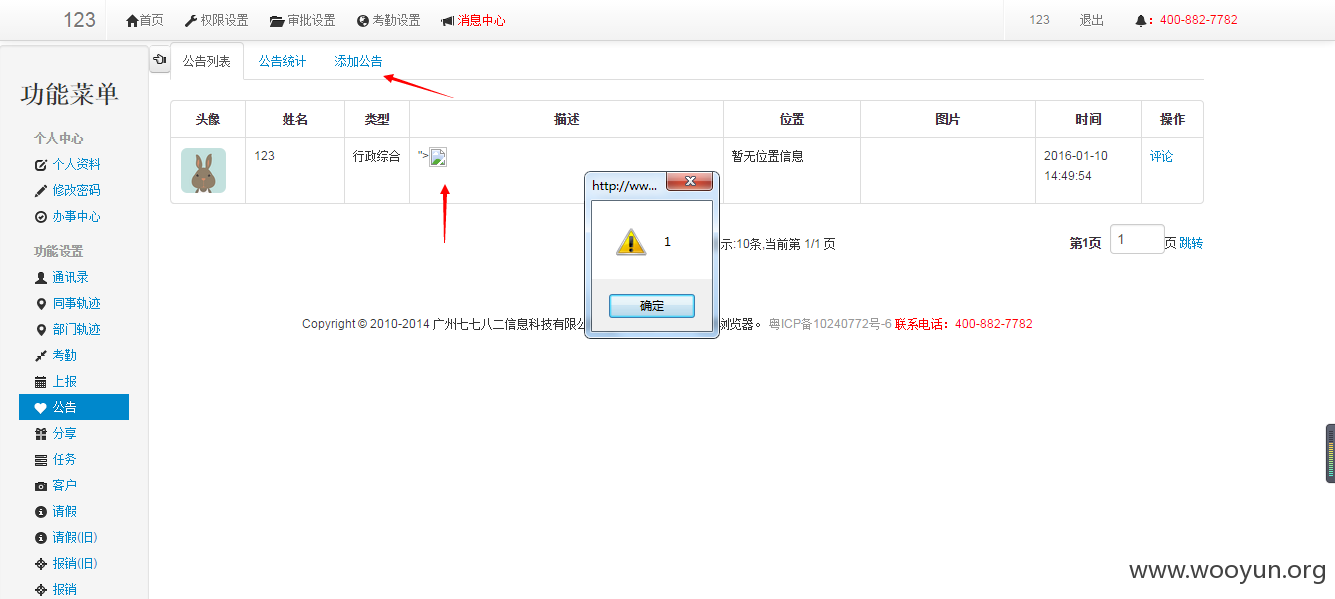 123 首页 权限设置 审批设置 考勤设置 消息中心 123 退出 ：400-882-7782
公告列表 公告统计 添加公告
功能菜单
个人中心
个人资料
修改密码
办事中心
功能设置
通讯录
同事轨迹
部门轨迹
考勤
上报
公告
分享
任务
客户
请假
请假(旧)
报销(旧)
报销
头像 姓名 类型 描述 位置 图片 时间 操作
123 行政综合 "> 暂无位置信息 2016-01-10 评论
14:49:54
http://ww...
1
确定
示:10条,当前第 1/1 页 第1页 1 页 跳转
Copyright © 2010-2014 广州七七八二信息科技有限公 浏览器。 粤ICP备10240772号-6 联系电话：400-882-7782
www.wooyun.org